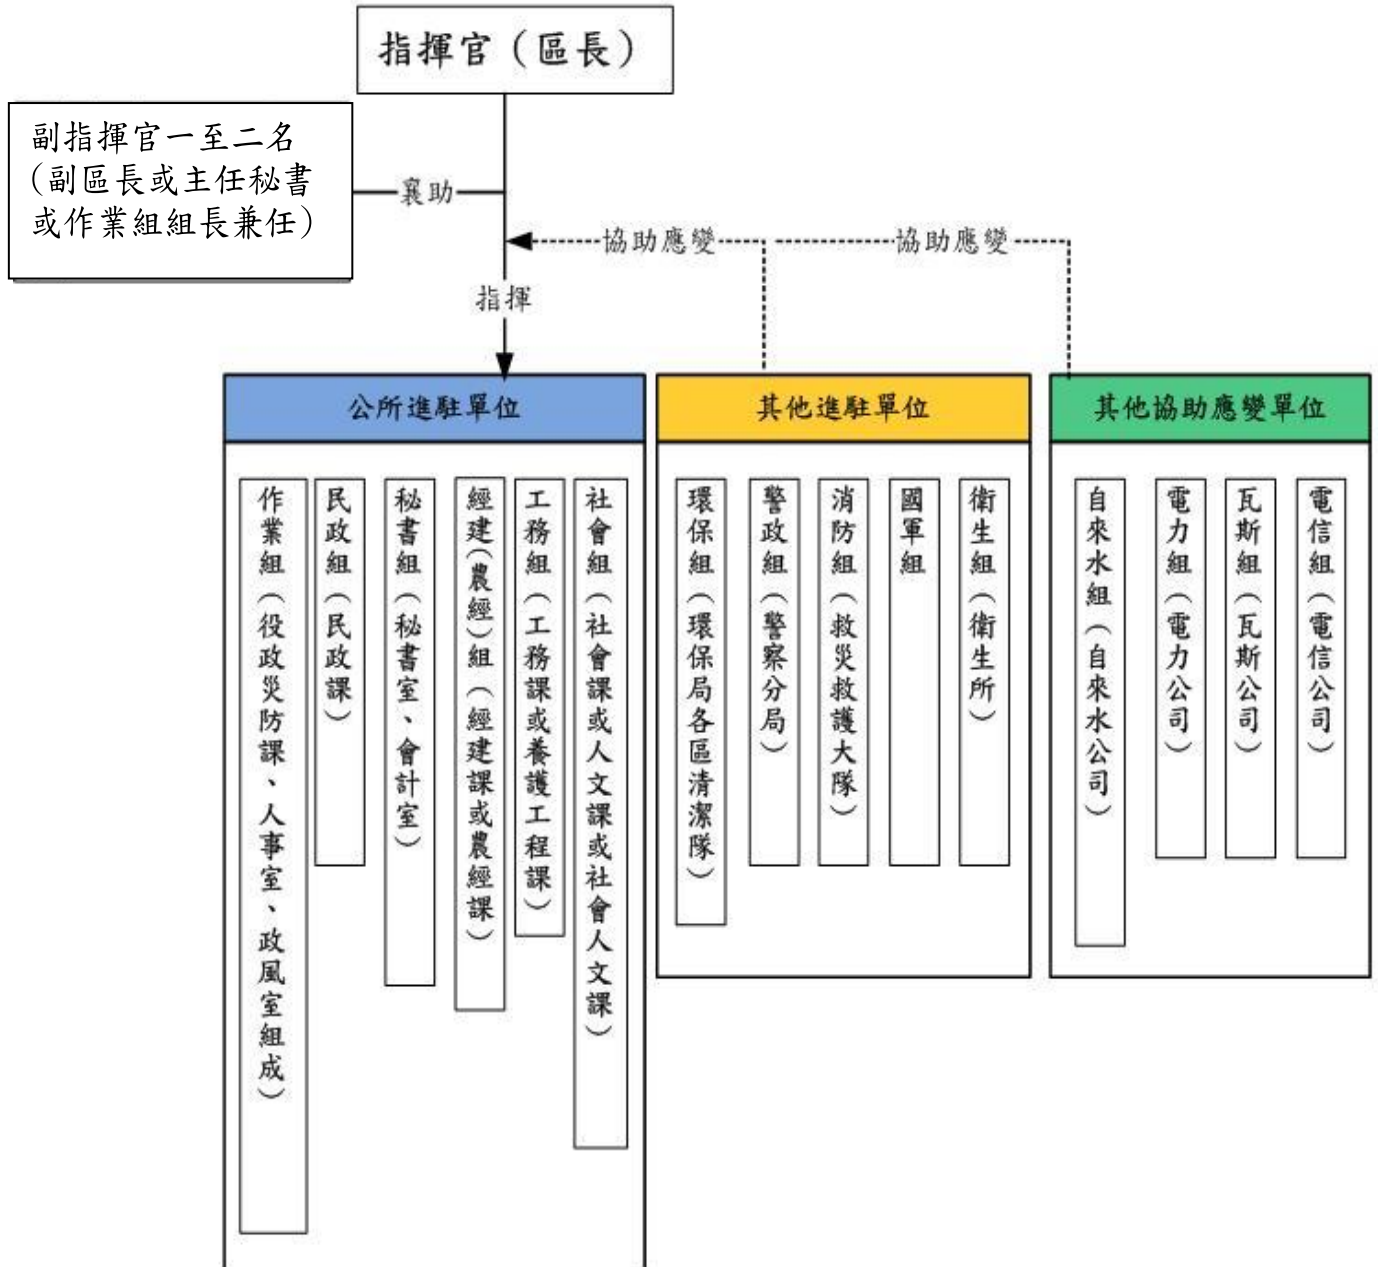 指揮官（區長）
副指揮官一至二名
（副區長或主任秘書
或作業組組長兼任）
襄助
協助應變
協助應變
指揮
公所進駐單位
其他進駐單位
其他協助應變單位
作業組（役政災防課、人事室、政風室組成）
民政組（民政課）
秘書組（秘書室、會計室）
經建（農經）組（經建課或農經課）
工務組（工務課或養護工程課）
社會組（社會課或人文課或社會人文課）
環保組（環保局各區清潔隊）
警政組（警察分局）
消防組（救災救護大隊）
國軍組
衛生組（衛生所）
自來水組（自來水公司）
電力組（電力公司）
瓦斯組（瓦斯公司）
電信組（電信公司）